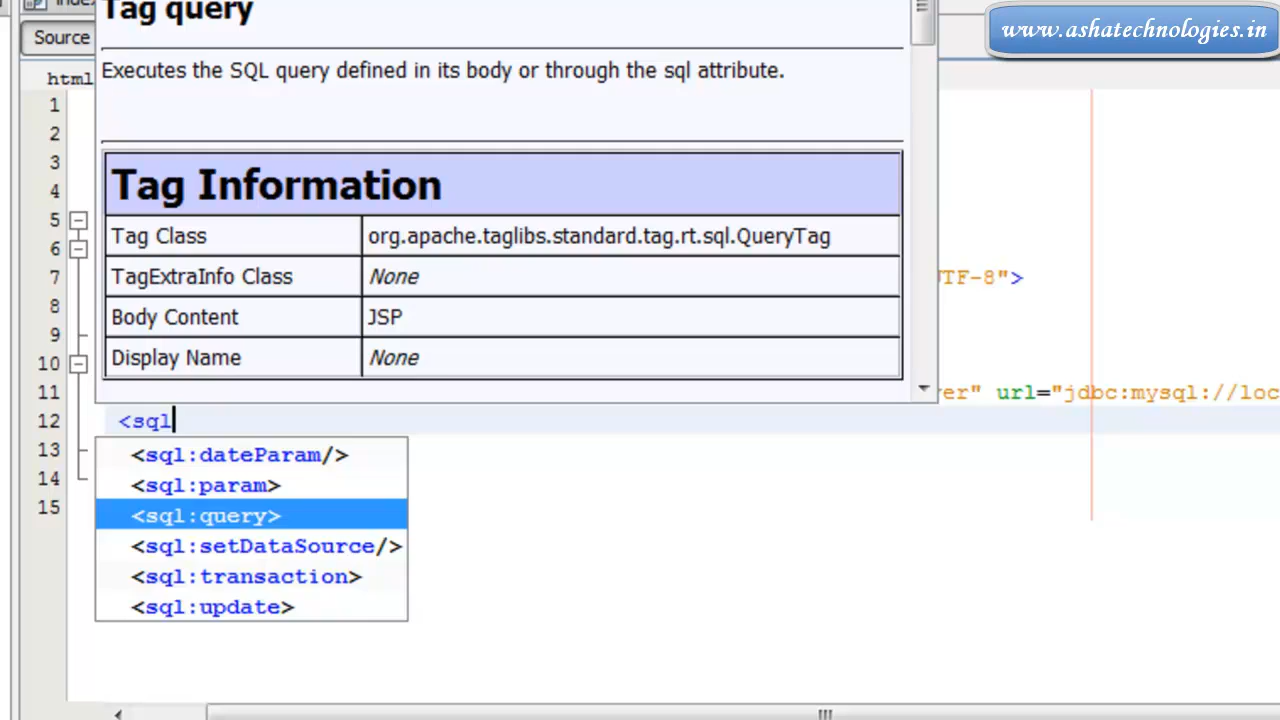 Index
Tag query
www.ashatechnologies.in
Source
Executes the SQL query defined in its body or through the sql attribute.
html
1
2
3
Tag Information
4
5
Tag Class org.apache.taglibs.standard.tag.rt.sql.QueryTag
6
TagExtraInfo Class None
7 UTF-8">
8
Body Content JSP
9
Display Name None
10
11 ver" url="jdbc:mysql://loc
12 <sql
13 <sql:dateParam/>
14 <sql:param>
15 <sql:query>
<sql:setDataSource/>
<sql:transaction>
<sql:update>